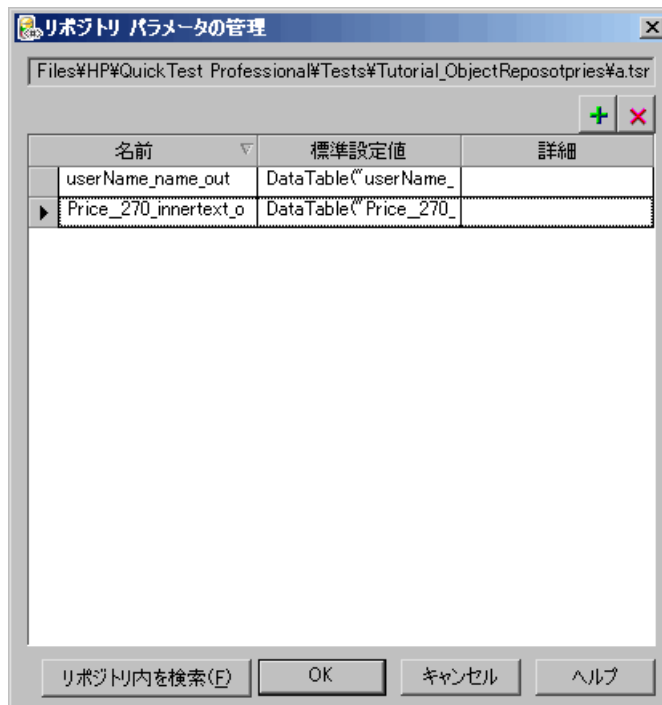 リポジトリ パラメータの管理
Files¥HP¥QuickTest Professional¥Tests¥Tutorial_ObjectReposotpries¥a.tsr
名前 標準設定値 詳細
userName_name_out DataTable("userName_
Price__270_innertext_o DataTable("Price__270_
リポジトリ内を検索(F) OK キャンセル ヘルプ